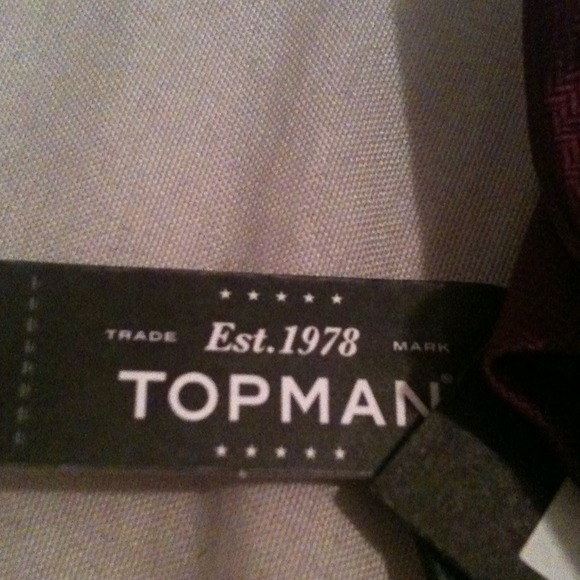 ★ ★ ★ ★ ★
TRADE Est.1978 MARK
TOPMAN®
★ ★ ★ ★ ★